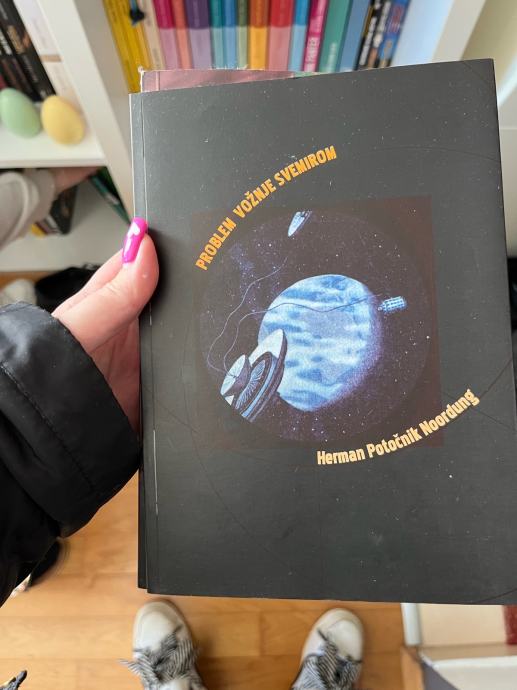 PROBLEM VOŽNJE SVEMIROM
Herman Potočnik Noordung